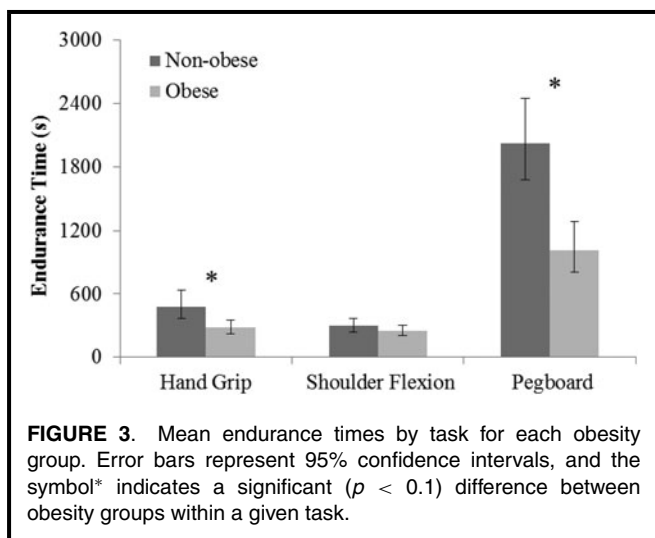 3000
Non-obese
Obese
2400
*
1800
1200
600
*
0
Endurance Time (s)
Hand Grip Shoulder Flexion Pegboard
FIGURE 3. Mean endurance times by task for each obesity
group. Error bars represent 95% confidence intervals, and the
symbol* indicates a significant (p < 0.1) difference between
obesity groups within a given task.